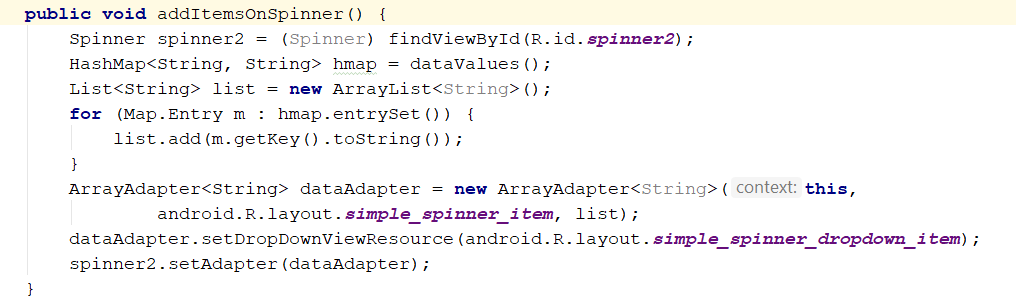 public void addItemsOnSpinner() {
    Spinner spinner2 = (Spinner) findViewById(R.id.spinner2);
    HashMap<String, String> hmap = dataValues();
    List<String> list = new ArrayList<String>();
    for (Map.Entry m : hmap.entrySet()) {
        list.add(m.getKey().toString());
    }
    ArrayAdapter<String> dataAdapter = new ArrayAdapter<String>( context: this,
            android.R.layout.simple_spinner_item, list);
    dataAdapter.setDropDownViewResource(android.R.layout.simple_spinner_dropdown_item);
    spinner2.setAdapter(dataAdapter);
}